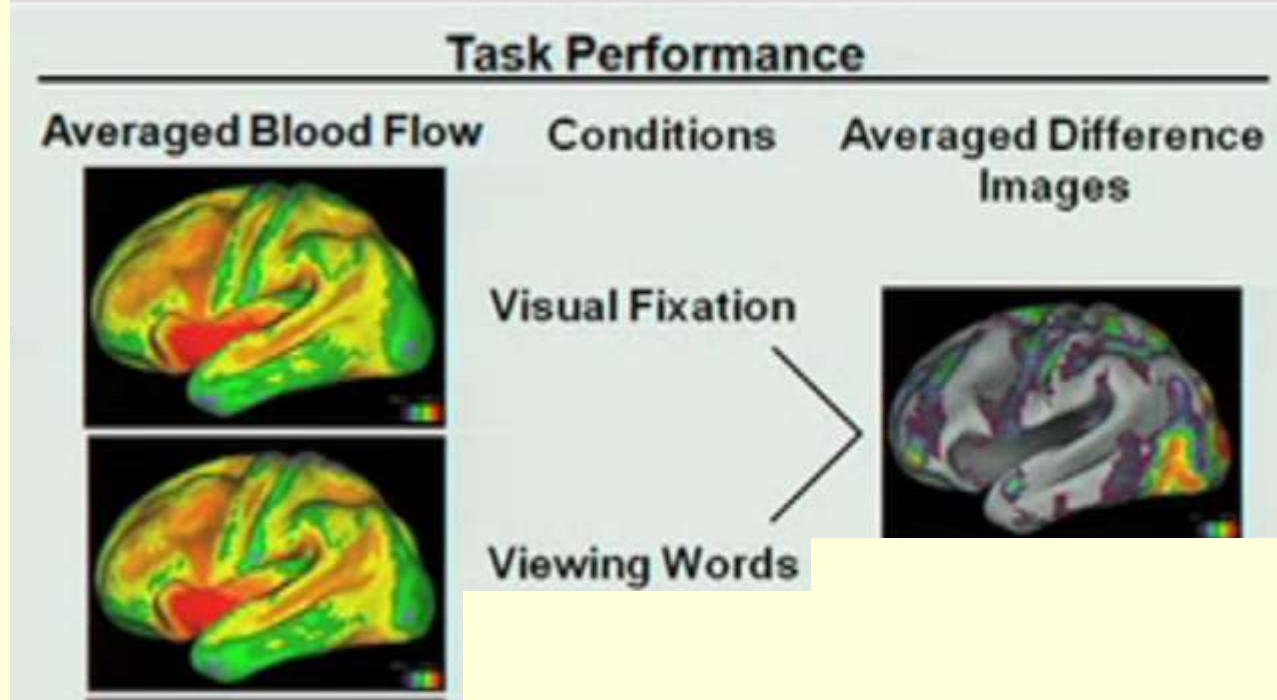 Task Performance
Averaged Blood Flow
Conditions
Averaged Difference
Images
Visual Fixation
Viewing Words